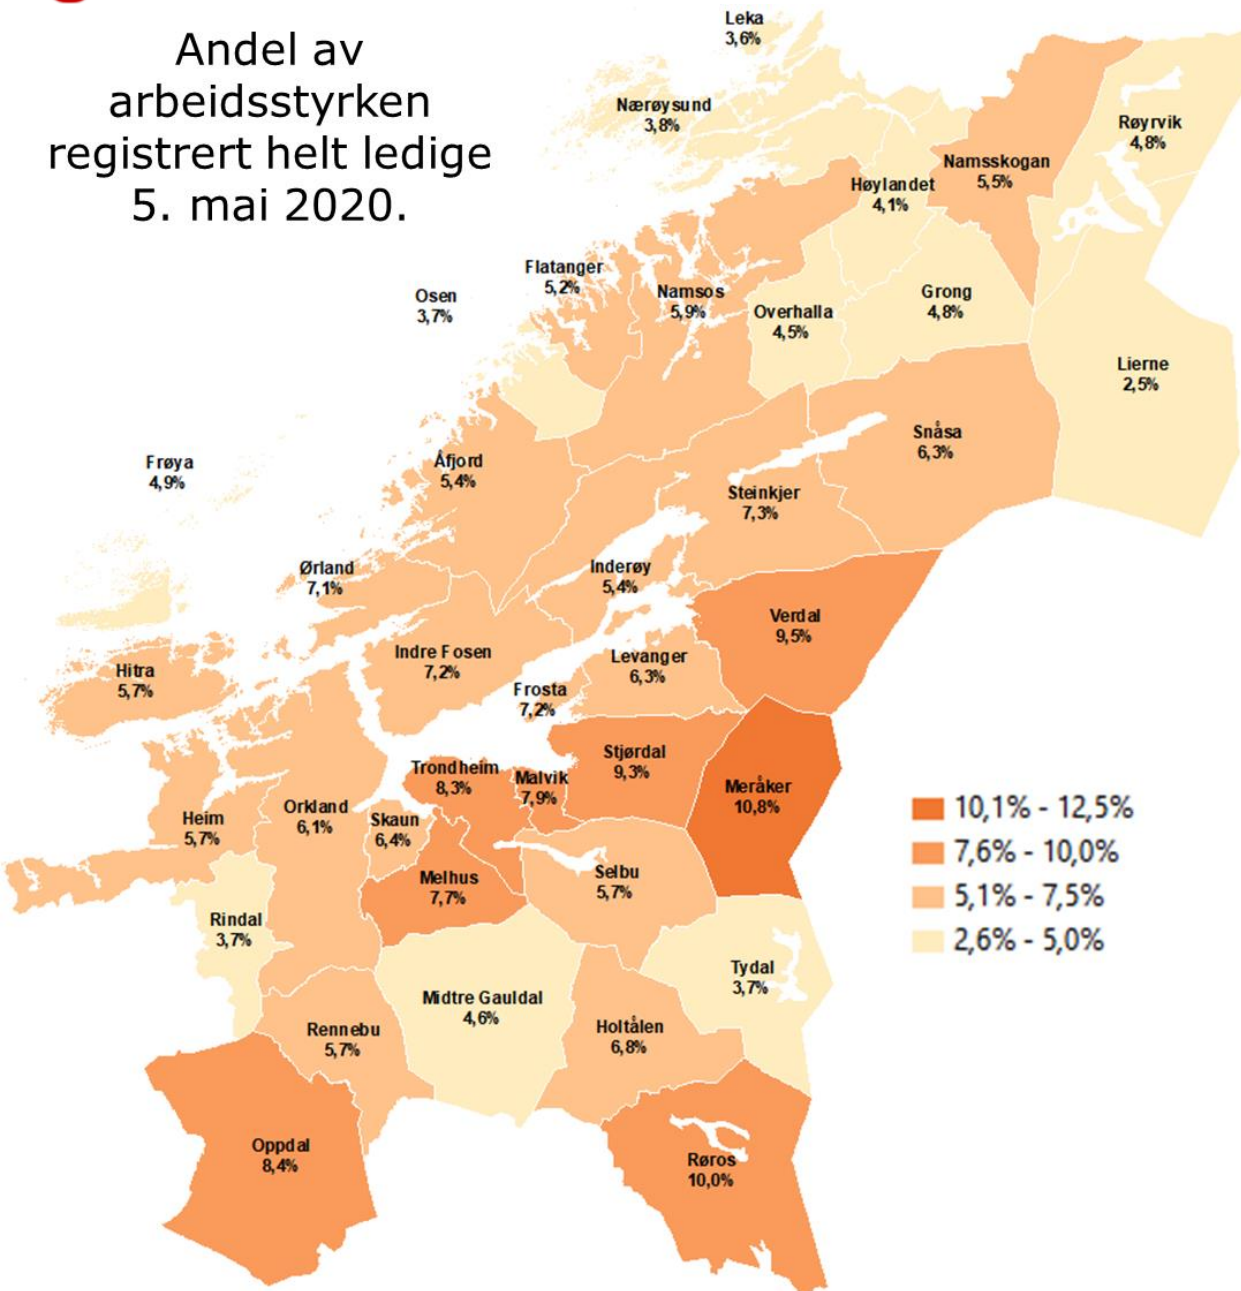 Andel av
arbeidsstyrken
registrert helt ledige
5. mai 2020.
Leka
3,6%
Nærøysund
3,8%
Røyrvik
4,8%
Namsskogan
5,5%
Høylandet
4,1%
Flatanger
5,2%
Osen
3,7%
Namsos
5,9%
Overhalla
4,5%
Grong
4,8%
Lierne
2,5%
Snåsa
6,3%
Frøya
4,9%
Åfjord
5,4%
Steinkjer
7,3%
Ørland
7,1%
Inderøy
5,4%
Verdal
9,5%
Hitra
5,7%
Indre Fosen
7,2%
Levanger
6,3%
Frosta
7,2%
Stjørdal
9,3%
Trondheim
8,3%
Malvik
7,9%
Meråker
10,8%
Heim
5,7%
Orkland
6,1%
Skaun
6,4%
Melhus
7,7%
Selbu
5,7%
Rindal
3,7%
Tydal
3,7%
Midtre Gauldal
4,6%
Rennebu
5,7%
Holtålen
6,8%
Oppdal
8,4%
Røros
10,0%
10,1% - 12,5%
7,6% - 10,0%
5,1% - 7,5%
2,6% - 5,0%